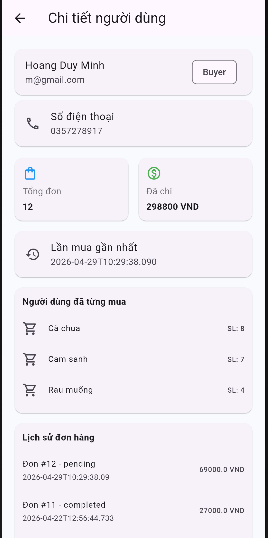 Chi tiết người dùng
Hoang Duy Minh
m@gmail.com
Buyer
Số điện thoại
0357278917
Tổng đơn
12
Đã chi
298800 VND
Lần mua gần nhất
2026-04-29T10:29:38.090
Người dùng đã từng mua
Cà chua
SL: 8
Cam sành
SL: 7
Rau muống
SL: 4
Lịch sử đơn hàng
Đơn #12 - pending
2026-04-29T10:29:38.09
69000.0 VND
Đơn #11 - completed
2026-04-22T12:56:44.733
27000.0 VND